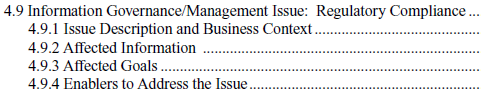 4.9 Information Governance/Management Issue:  Regulatory Compliance ...
4.9.1 Issue Description and Business Context ...........................................
4.9.2 Affected Information ........................................................................
4.9.3 Affected Goals ..................................................................................
4.9.4 Enablers to Address the Issue............................................................